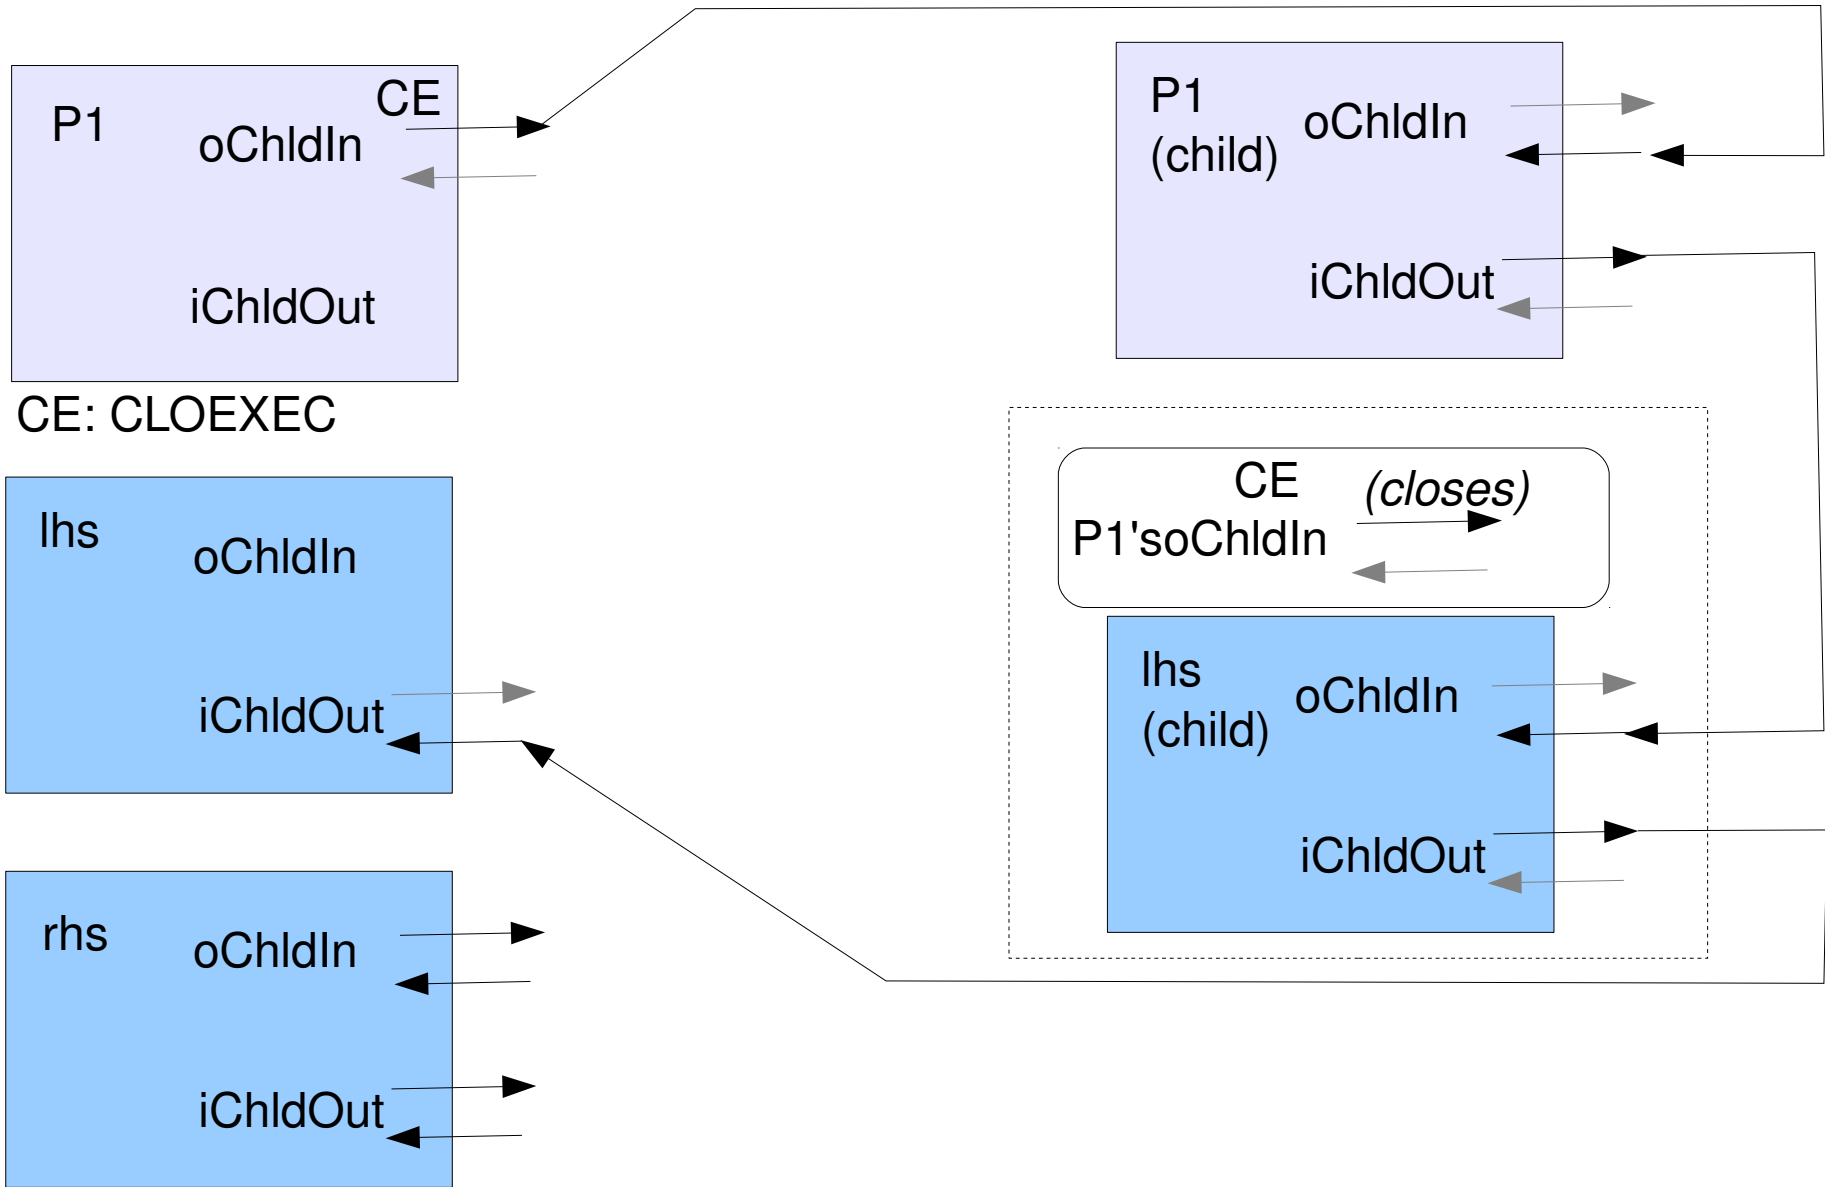 P1
CE
oChldIn
iChldOut
CE: CLOEXEC
lhs
oChldIn
iChldOut
rhs
oChldIn
iChldOut
P1
(child)
oChldIn
iChldOut
CE
(closes)
P1'soChldIn
lhs
(child)
oChldIn
iChldOut